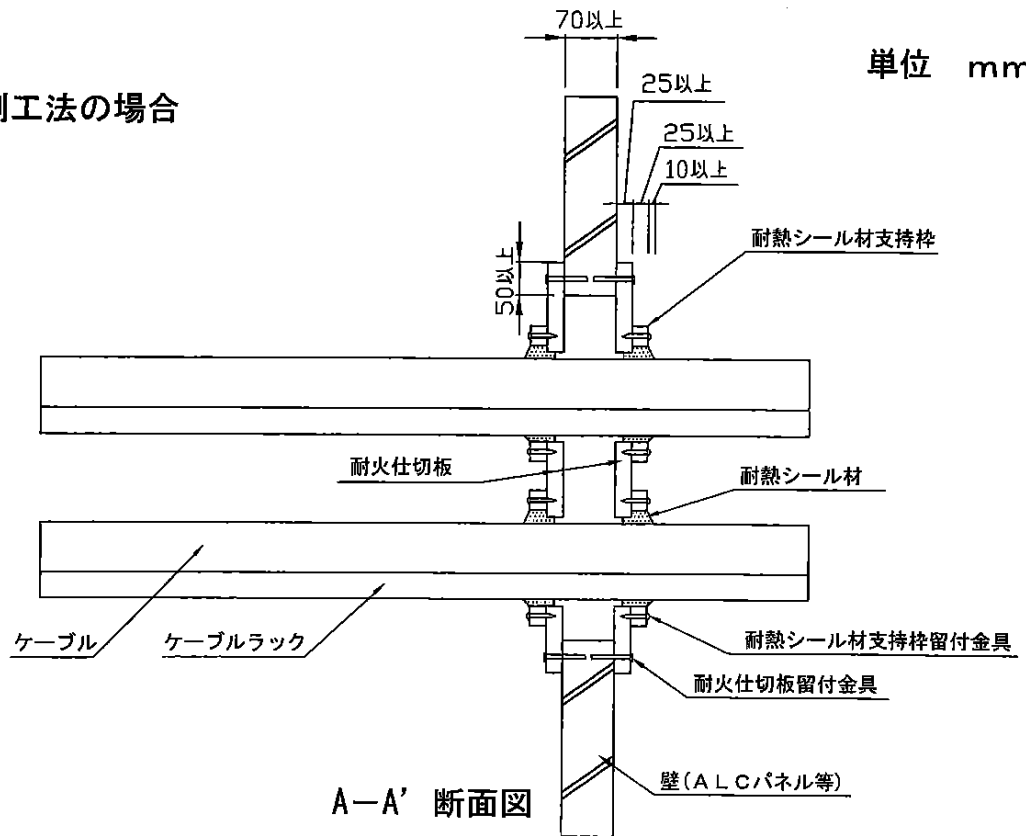 70以上
単位 mm
工法の場合
25以上
25以上
10以上
耐熱シール材支持枠
50以上
耐火仕切板
耐熱シール材
ケーブル
ケーブルラック
耐熱シール材支持枠留付金具
耐火仕切板留付金具
壁(ALCパネル等)
A-A' 断面図